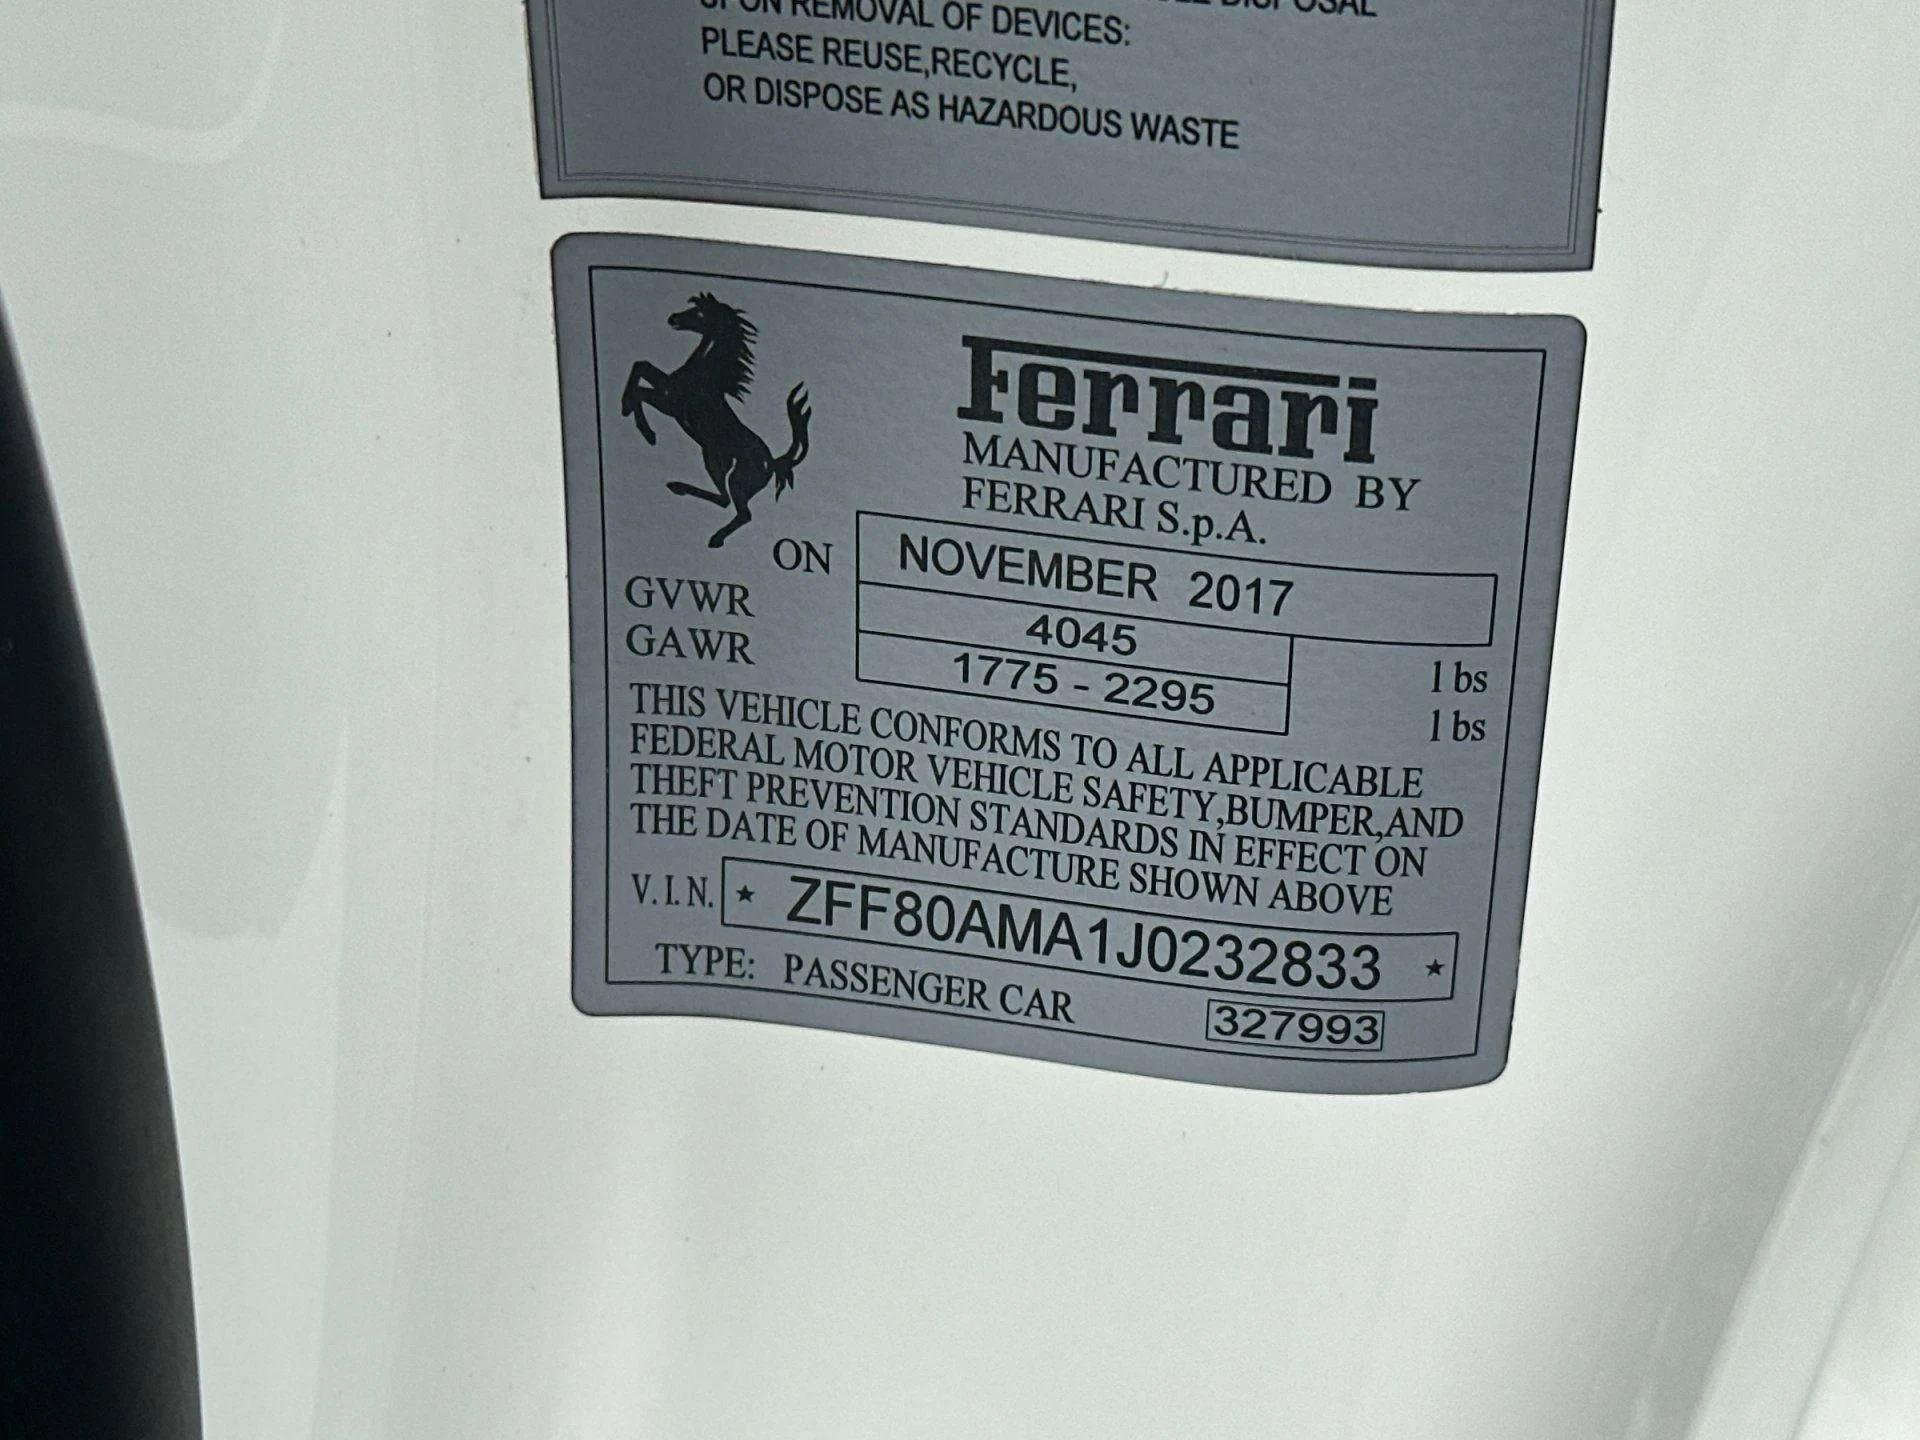 DISPOSAL
UPON REMOVAL OF DEVICES:
PLEASE REUSE,RECYCLE,
OR DISPOSE AS HAZARDOUS WASTE
Ferrari
MANUFACTURED BY
FERRARI S.p.A.
ON NOVEMBER 2017
GVWR 4045 lbs
GAWR 1775 - 2295 lbs
THIS VEHICLE CONFORMS TO ALL APPLICABLE
FEDERAL MOTOR VEHICLE SAFETY,BUMPER,AND
THEFT PREVENTION STANDARDS IN EFFECT ON
THE DATE OF MANUFACTURE SHOWN ABOVE
V.I.N. ★ ZFF80AMA1J0232833 ★
TYPE: PASSENGER CAR 327993